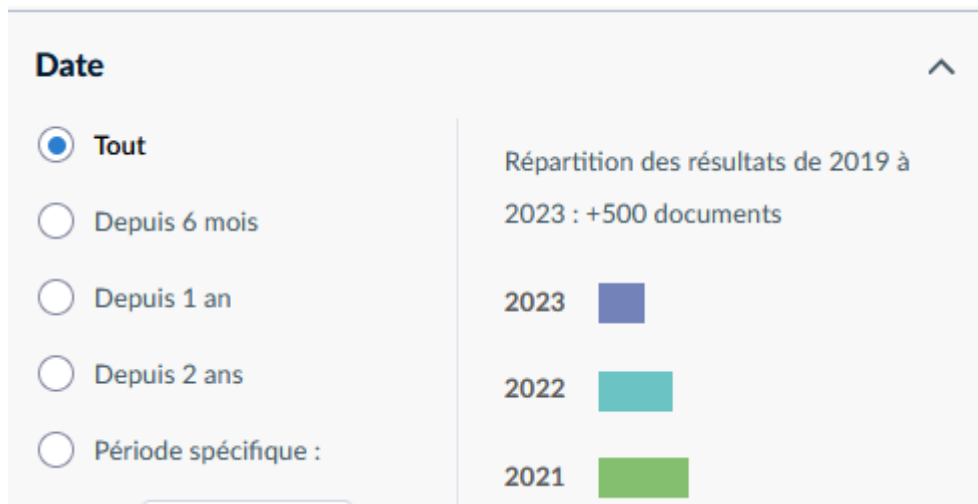 Date
Tout
Depuis 6 mois
Depuis 1 an
Depuis 2 ans
Période spécifique :
Répartition des résultats de 2019 à
2023 : +500 documents
2023
2022
2021